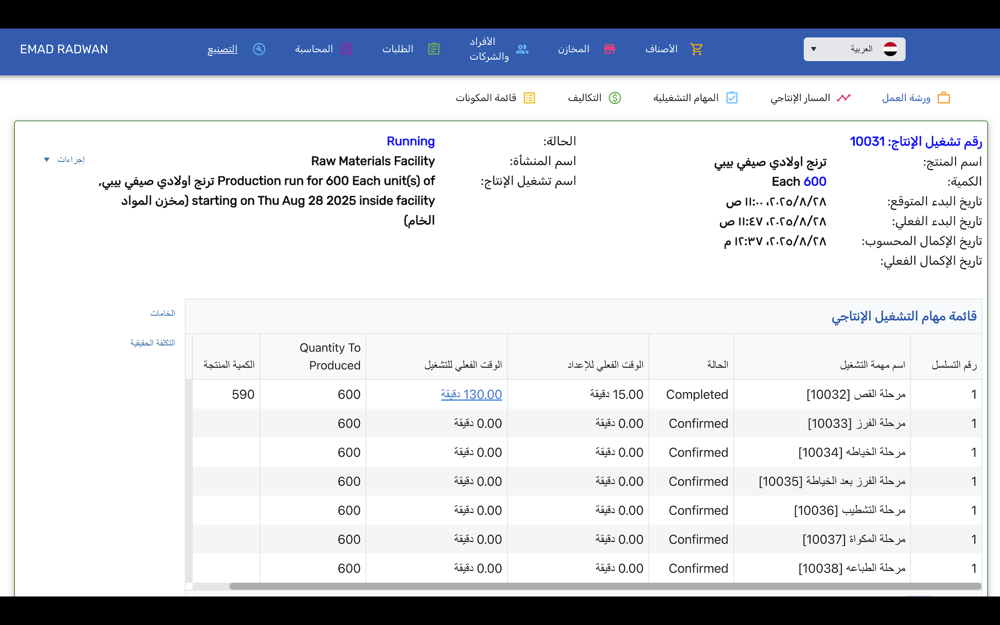 العربية
الأصناف
المخازن
الأفراد
والشركات
الطلبات
المحاسبة
التصنيع
EMAD RADWAN
ورشة العمل
المسار الإنتاجي
المهام التشغيلية
التكاليف
قائمة المكونات
رقم تشغيل الإنتاج: 10031
اسم المنتج: ترنج اولادي صيفي بيبي
الكمية: 600 Each
تاريخ البدء المتوقع: ٢٠٢٥/٨/٢٨، ١١:٠٠ ص
تاريخ البدء الفعلي: ٢٠٢٥/٨/٢٨، ١١:٤٧ ص
تاريخ الإكمال المحسوب: ٢٠٢٥/٨/٢٨، ١٢:٣٧ م
تاريخ الإكمال الفعلي:
الحالة: Running
اسم المنشأة: Raw Materials Facility
اسم تشغيل الإنتاج: Production run for 600 Each unit(s) of ترنج اولادي صيفي بيبي,
starting on Thu Aug 28 2025 inside facility (مخزن المواد
الخام)
إجراءات
قائمة مهام التشغيل الإنتاجي
رقم التسلسل اسم مهمة التشغيل الحالة الوقت الفعلي للإعداد الوقت الفعلي للتشغيل Quantity To Produced الكمية المنتجة
1 مرحلة القص [10032] Completed 15.00 دقيقة 130.00 دقيقة 600 590
1 مرحلة الفرز [10033] Confirmed 0.00 دقيقة 0.00 دقيقة 600
1 مرحلة الخياطه [10034] Confirmed 0.00 دقيقة 0.00 دقيقة 600
1 مرحلة الفرز بعد الخياطة [10035] Confirmed 0.00 دقيقة 0.00 دقيقة 600
1 مرحلة التشطيب [10036] Confirmed 0.00 دقيقة 0.00 دقيقة 600
1 مرحلة المكواة [10037] Confirmed 0.00 دقيقة 0.00 دقيقة 600
1 مرحلة الطباعه [10038] Confirmed 0.00 دقيقة 0.00 دقيقة 600
الخامات
التكلفة الحقيقية